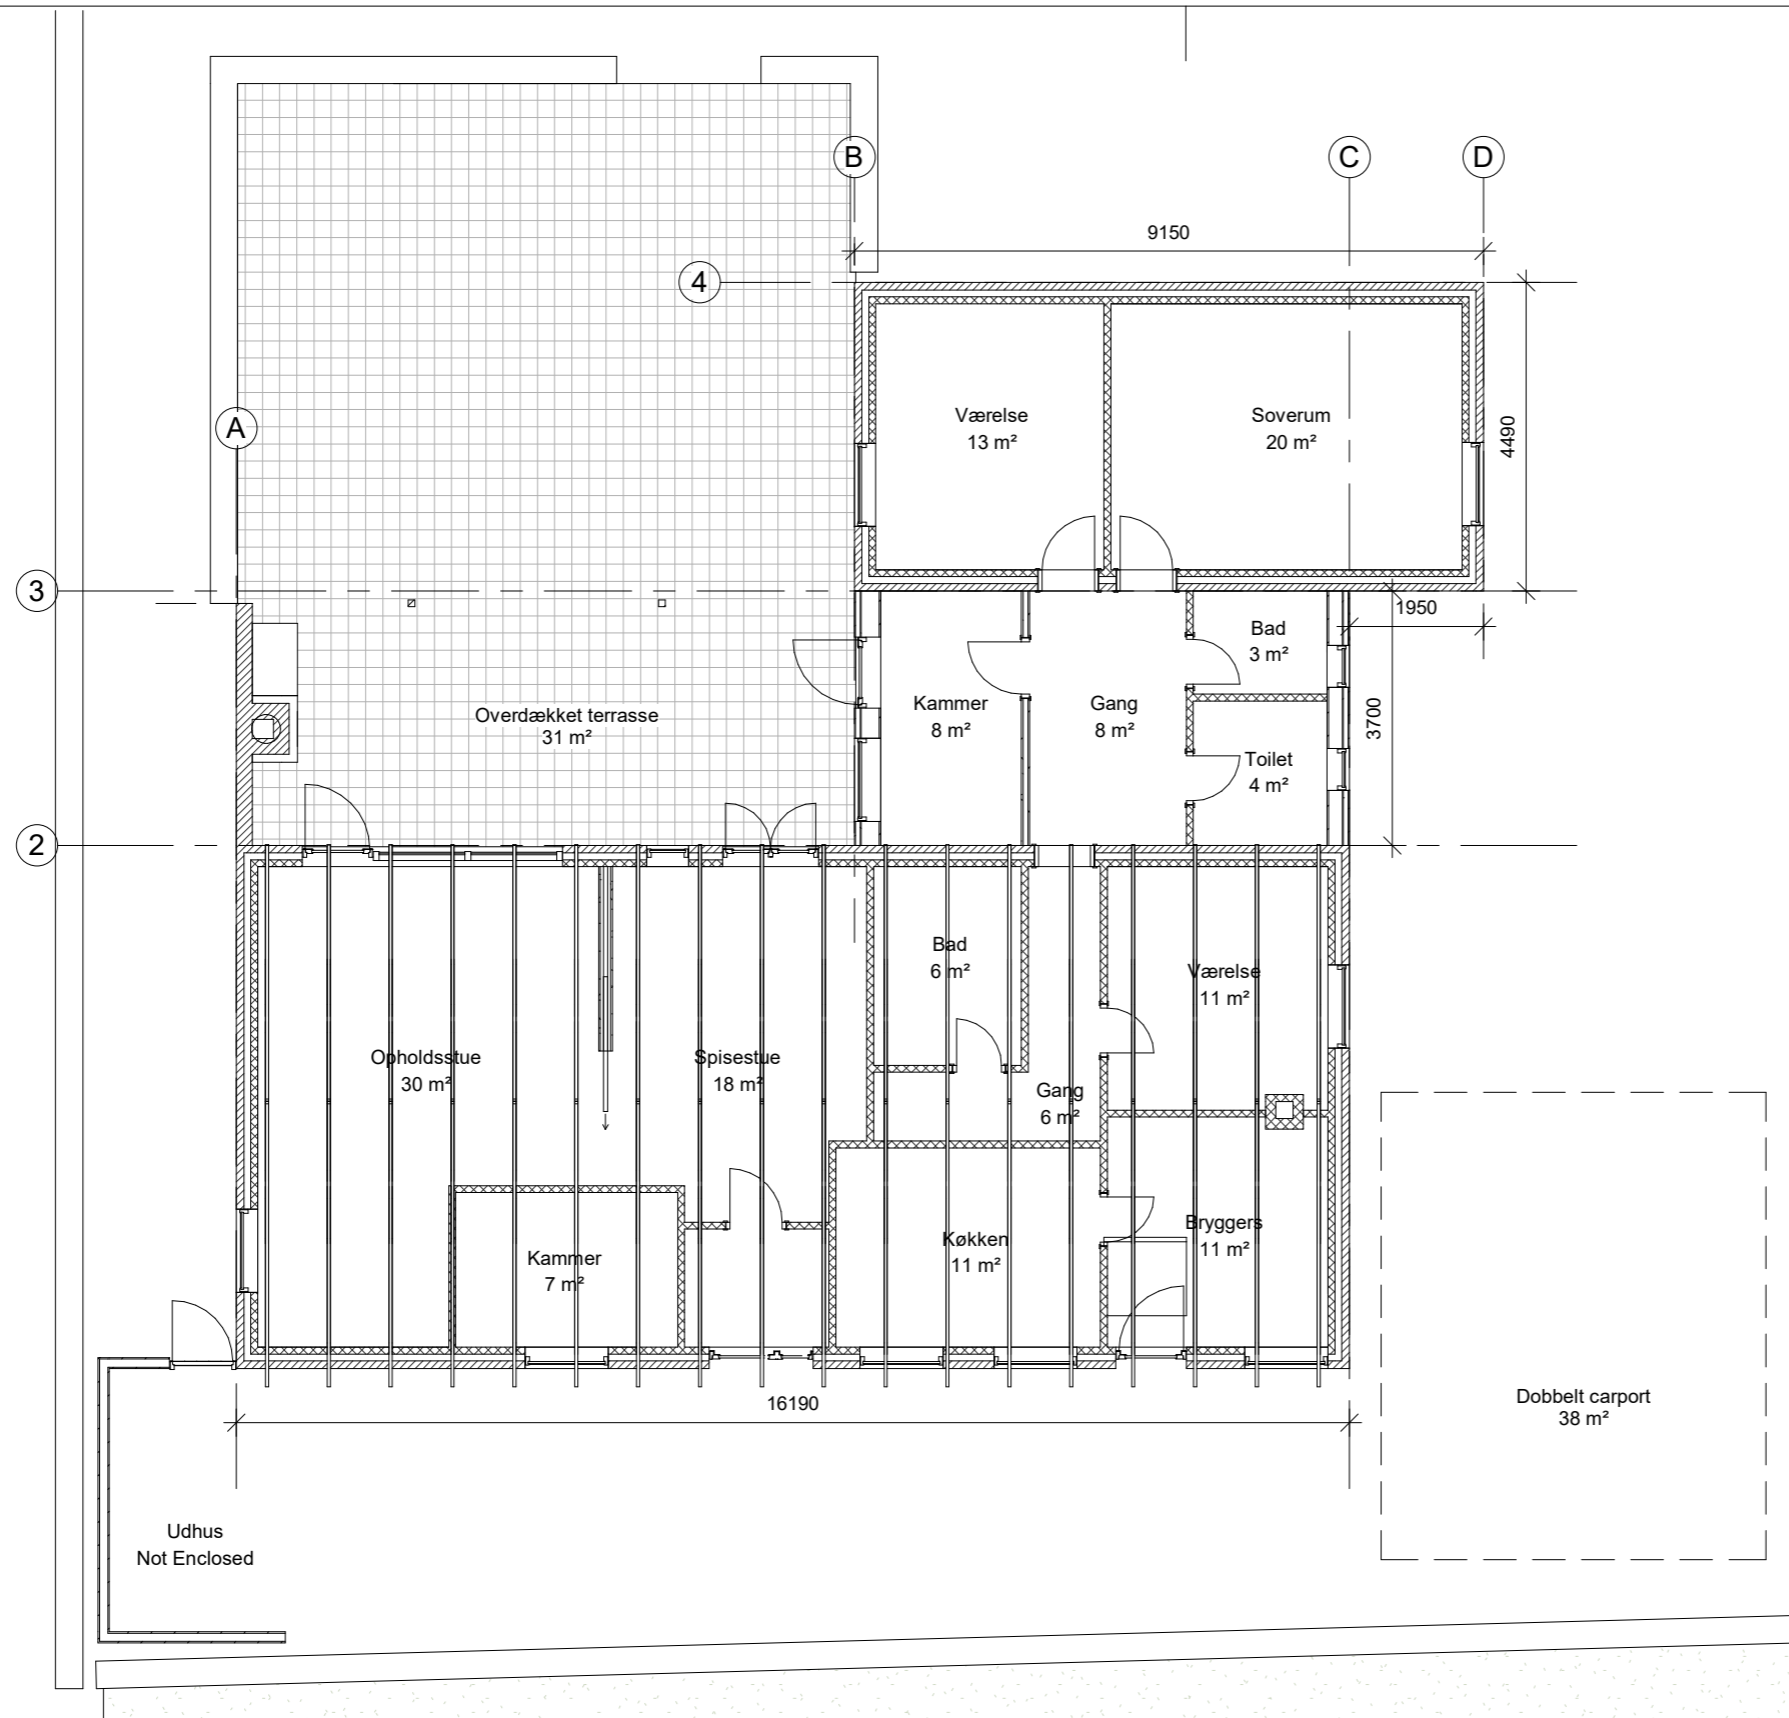 B
C
D
9150
4
A
Værelse
13 m²
Soverum
20 m²
4490
3
1950
Bad
3 m²
Overdækket terrasse
31 m²
Kammer
8 m²
Gang
8 m²
3700
Toilet
4 m²
2
Bad
6 m²
Værelse
11 m²
Opholdsstue
30 m²
Spisestue
18 m²
Gang
6 m²
Kammer
7 m²
Køkken
11 m²
Bryggers
11 m²
16190
Dobbelt carport
38 m²
Udhus
Not Enclosed